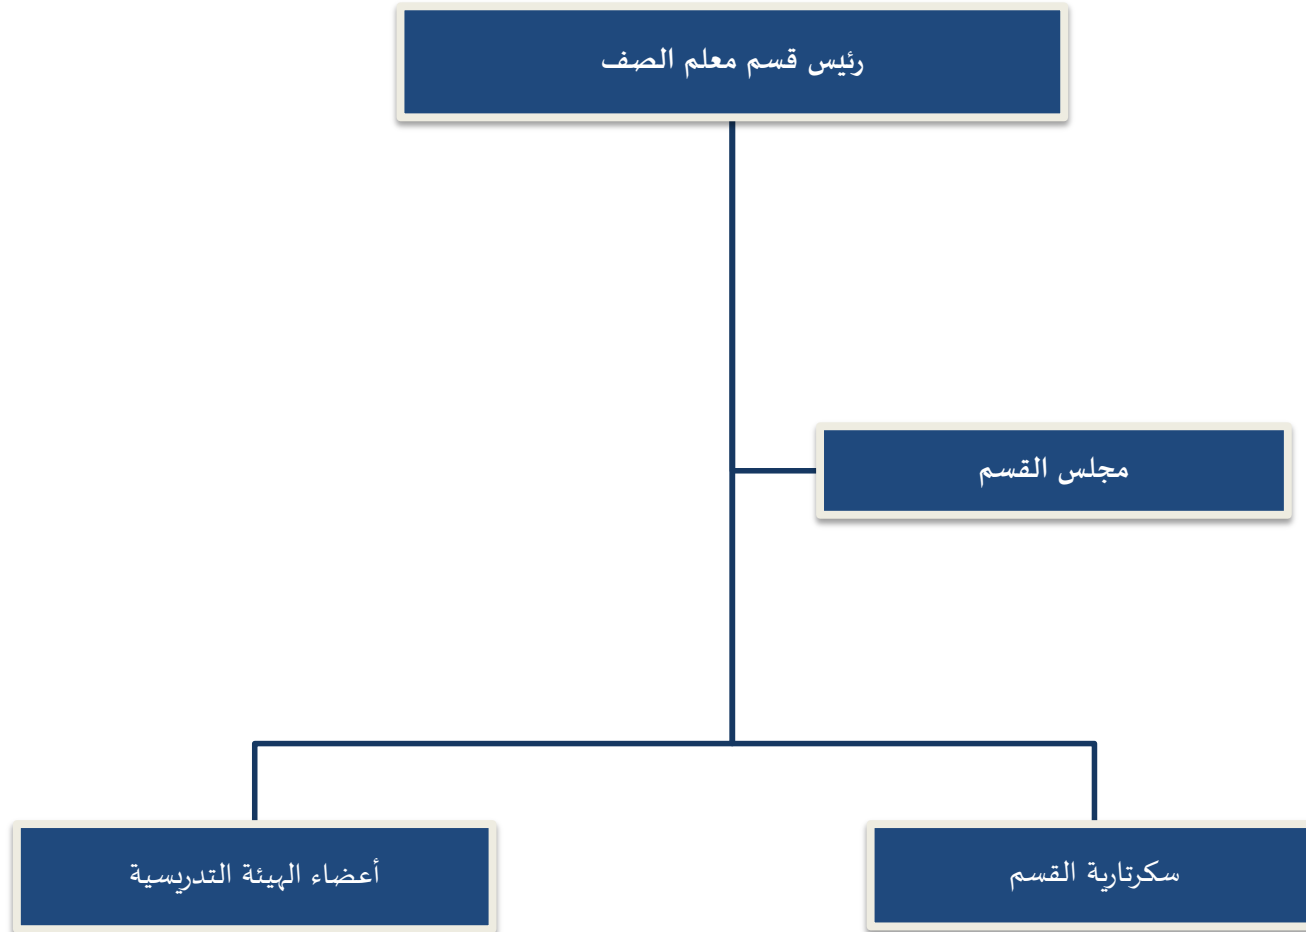 رئيس قسم معلم الصف
مجلس القسم
سكرتارية القسم
أعضاء الهيئة التدريسية